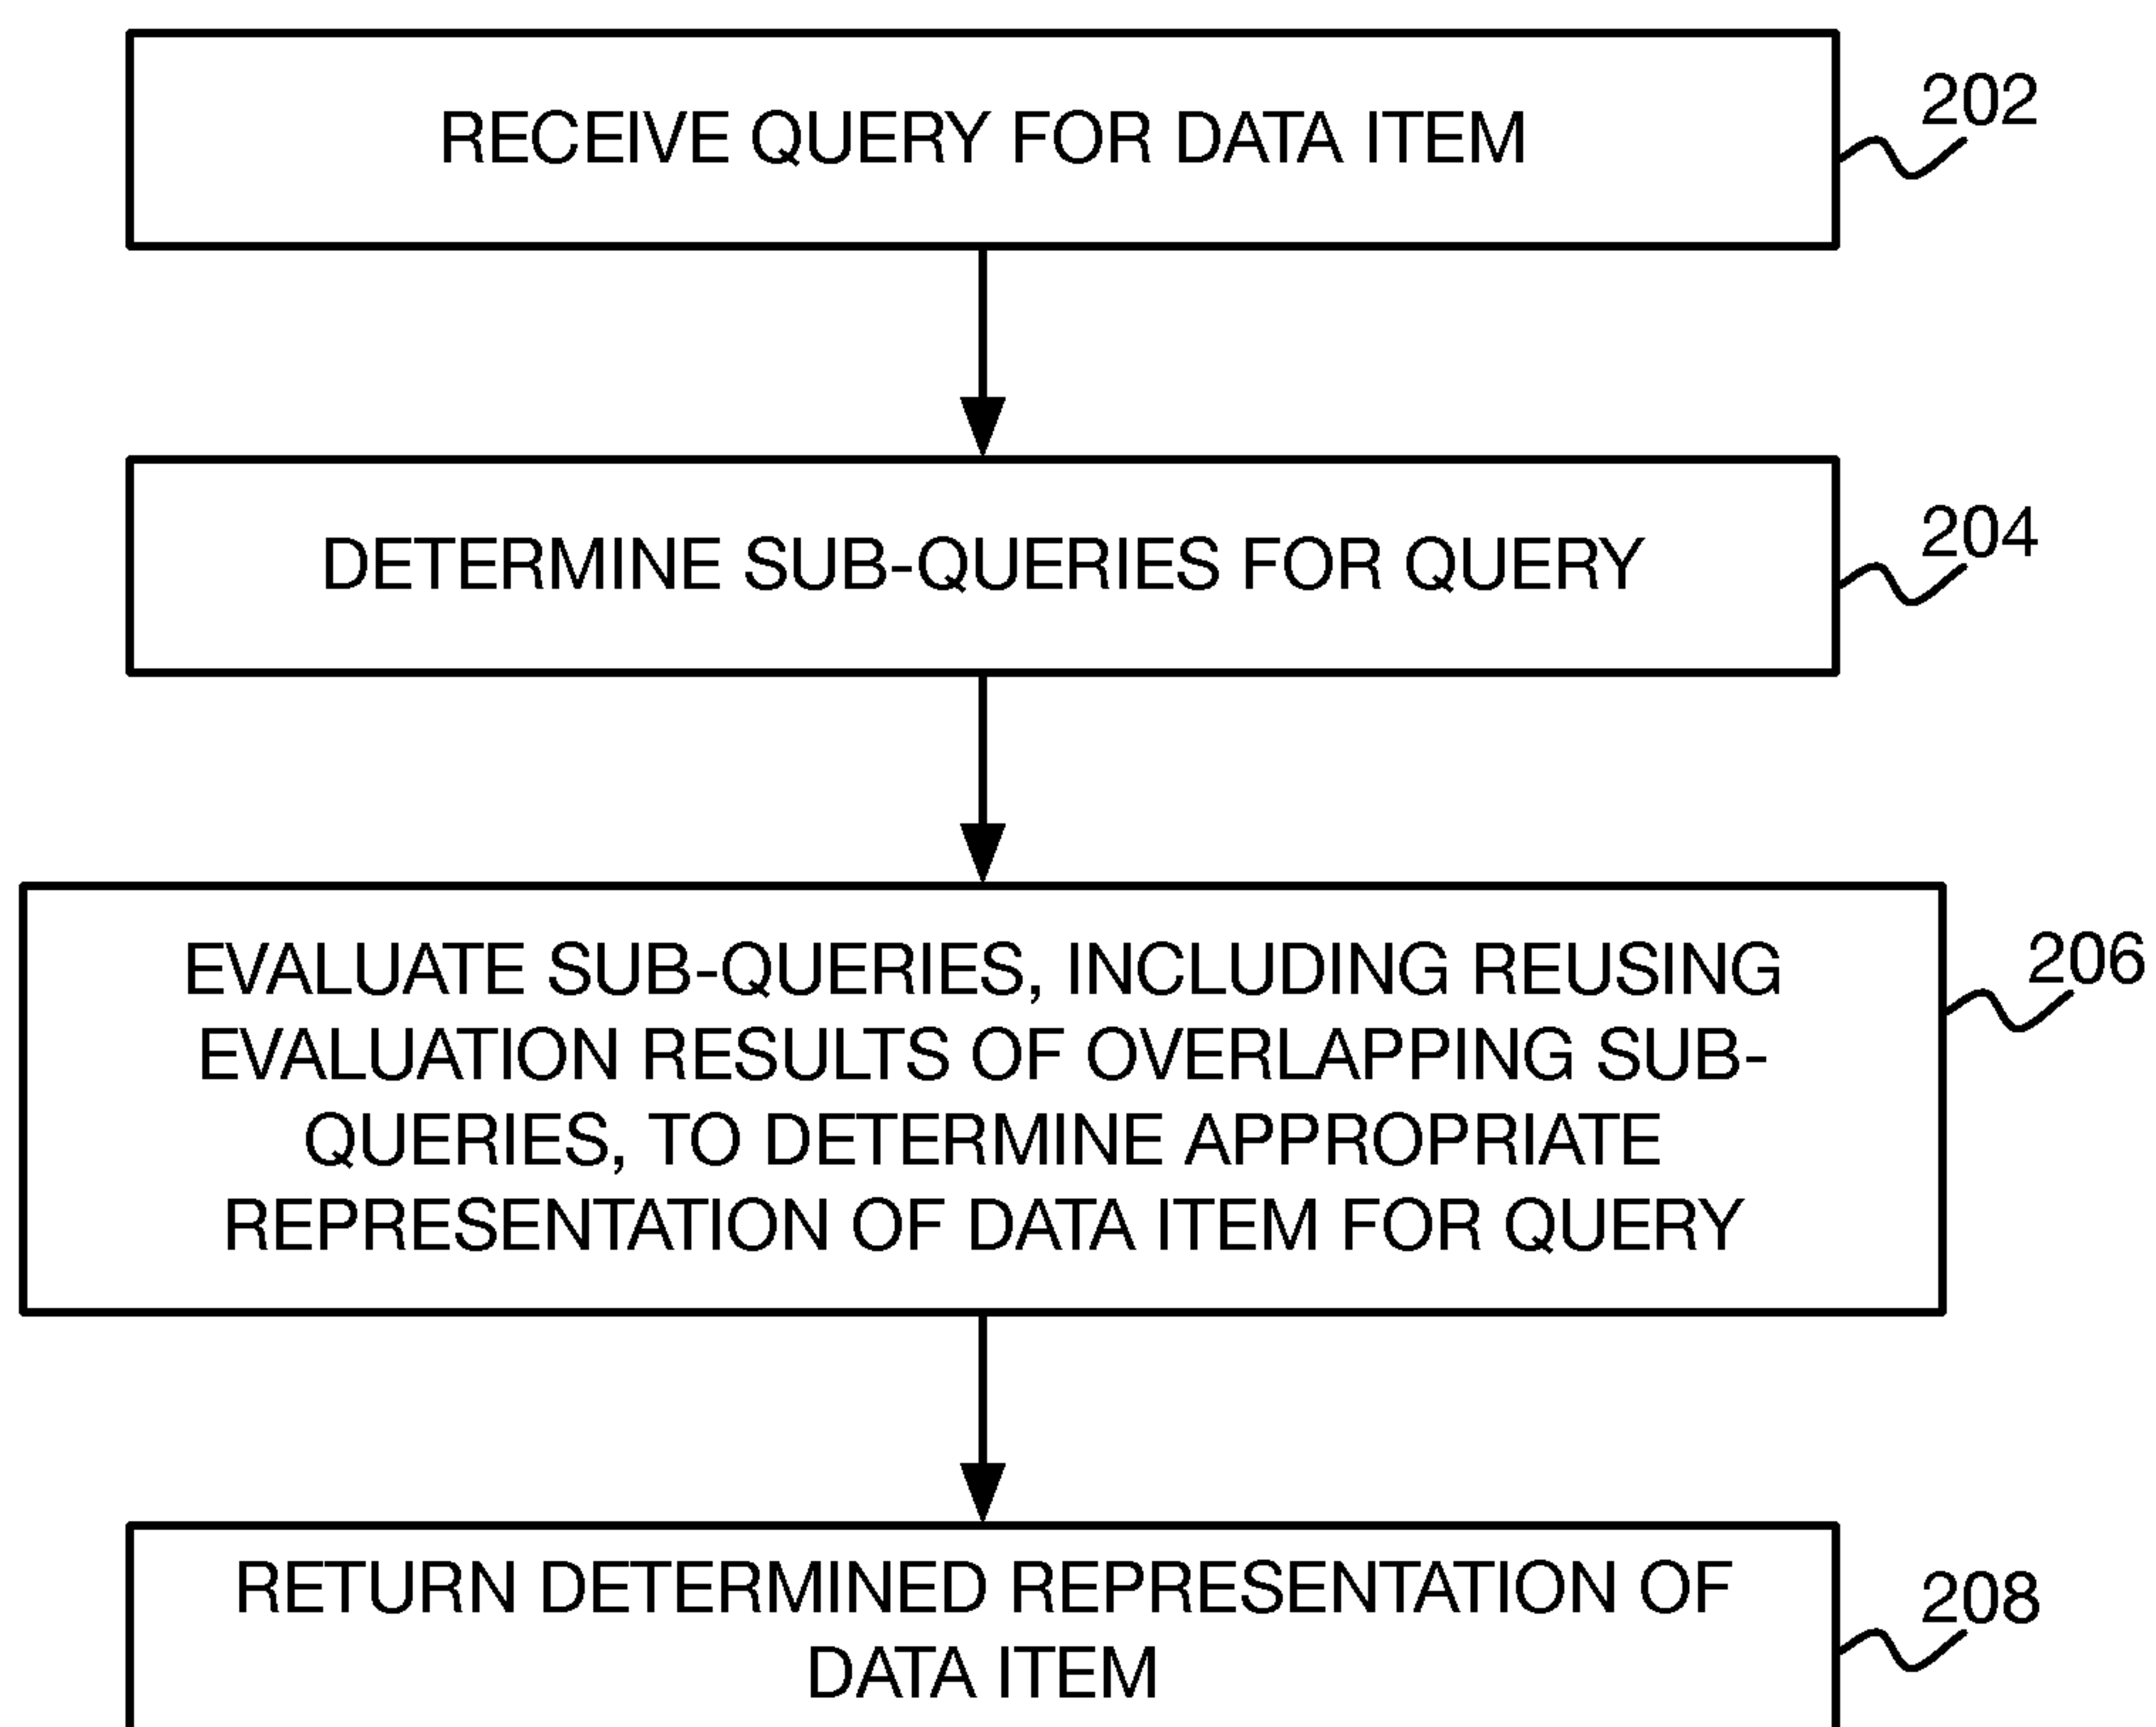 RECEIVE QUERY FOR DATA ITEM
202
DETERMINE SUB-QUERIES FOR QUERY
204
EVALUATE SUB-QUERIES, INCLUDING REUSING
EVALUATION RESULTS OF OVERLAPPING SUB-
QUERIES, TO DETERMINE APPROPRIATE
REPRESENTATION OF DATA ITEM FOR QUERY
206
RETURN DETERMINED REPRESENTATION OF
DATA ITEM
208